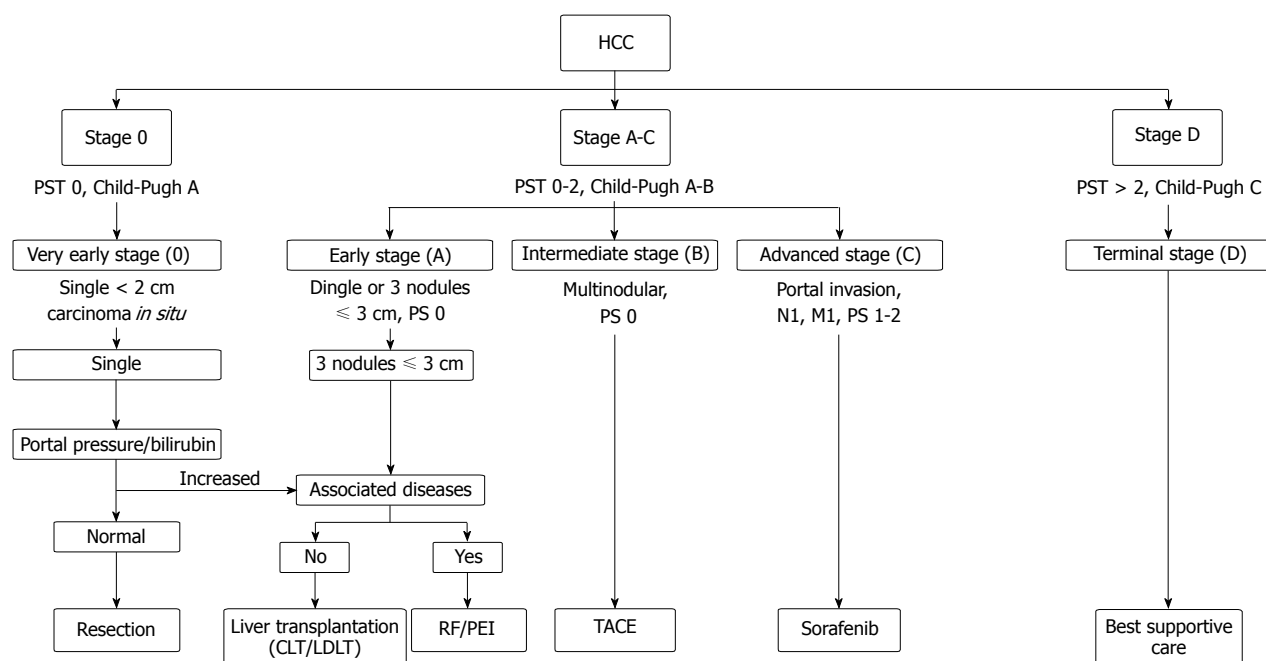 HCC
Stage 0
Stage A-C
Stage D
PST 0, Child-Pugh A
PST 0-2, Child-Pugh A-B
PST > 2, Child-Pugh C
Very early stage (0)
Early stage (A)
Intermediate stage (B)
Advanced stage (C)
Terminal stage (D)
Single < 2 cm
carcinoma in situ
Dingle or 3 nodules
≤ 3 cm, PS 0
Multinodular,
PS 0
Portal invasion,
N1, M1, PS 1-2
Single
3 nodules ≤ 3 cm
Portal pressure/bilirubin
Increased
Associated diseases
Normal
No
Yes
Resection
Liver transplantation
(CLT/LDLT)
RF/PEI
TACE
Sorafenib
Best supportive
care